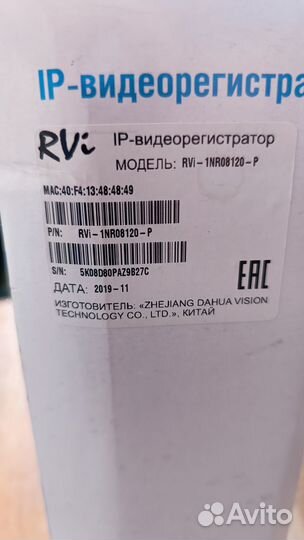 IP-видеорегистра
RVi IP-видеорегистратор
МОДЕЛЬ: RVi-1NR08120-P
MAC:40:F4:13:48:48:49
P/N: RVi-1NR08120-P
S/N: 5K08D80PAZ9B27C
EAC
ДАТА: 2019-11
ИЗГОТОВИТЕЛЬ: «ZHEJIANG DAHUA VISION
TECHNOLOGY CO., LTD.», КИТАЙ
Avito